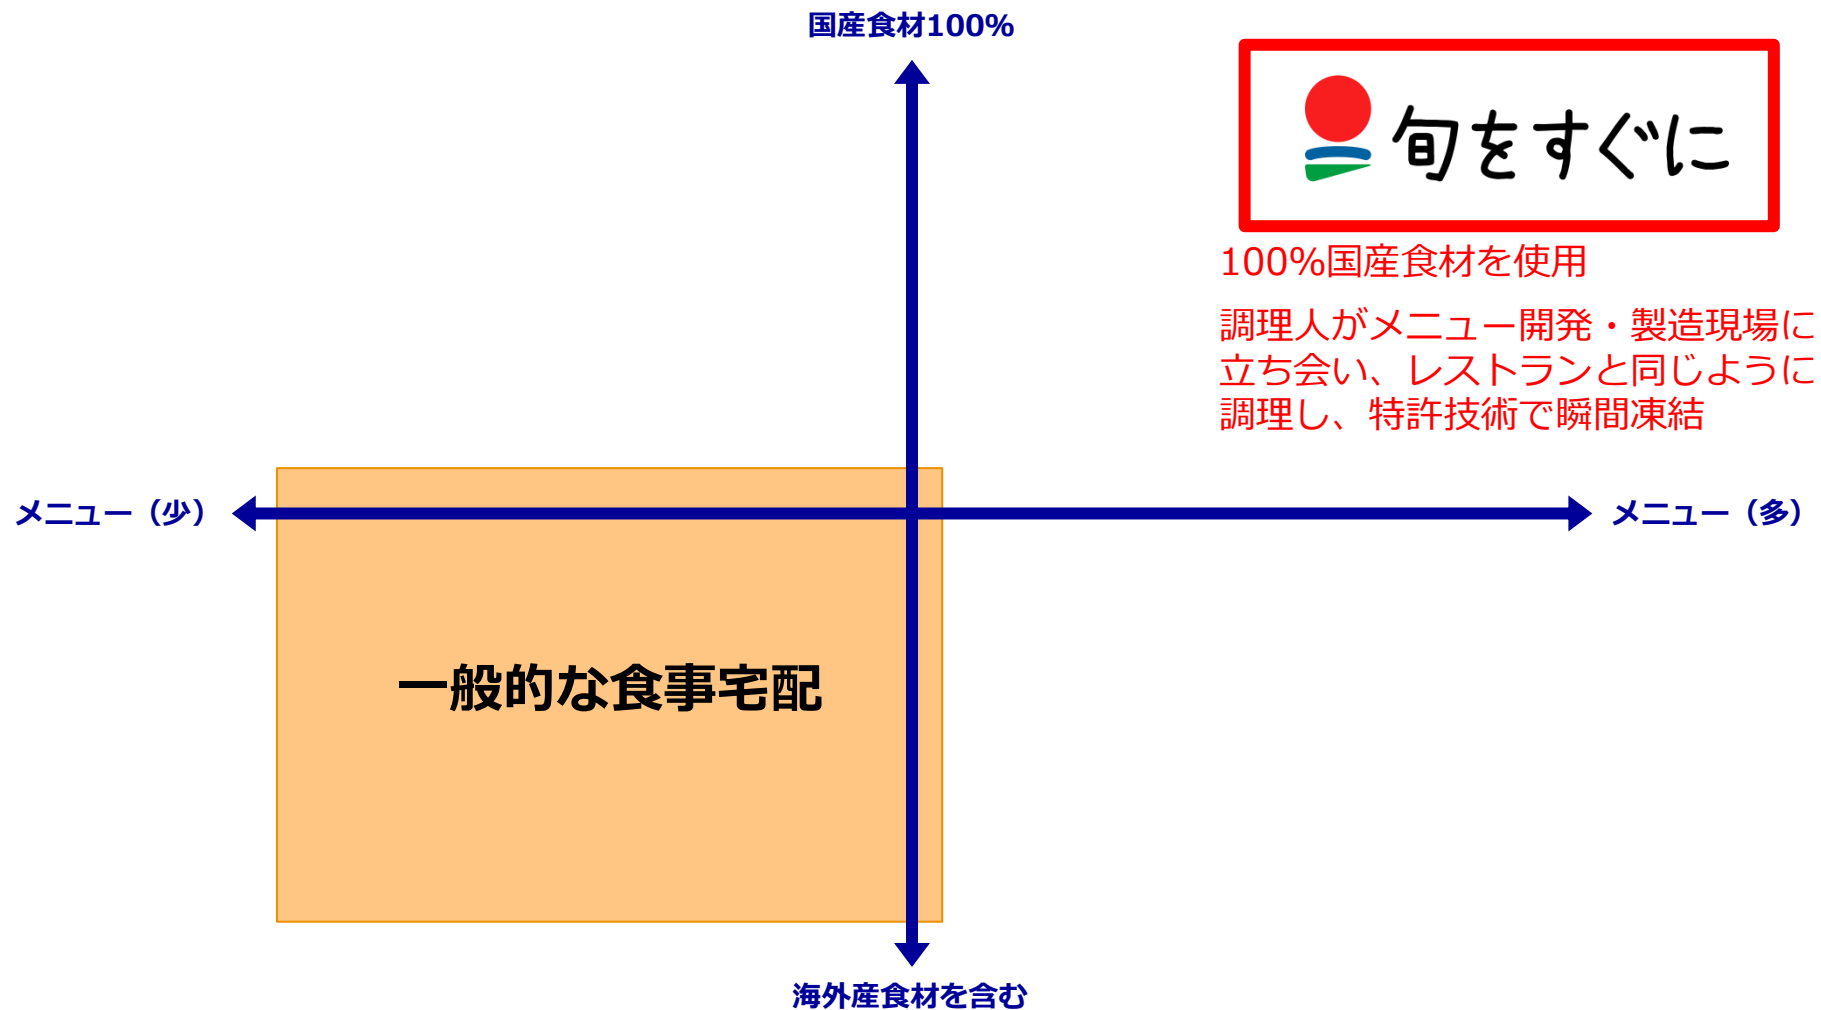 国産食材100%
旬をすぐに
100%国産食材を使用
調理人がメニュー開発・製造現場に
立ち会い、レストランと同じように
調理し、特許技術で瞬間凍結
メニュー（少）
メニュー（多）
一般的な食事宅配
海外産食材を含む